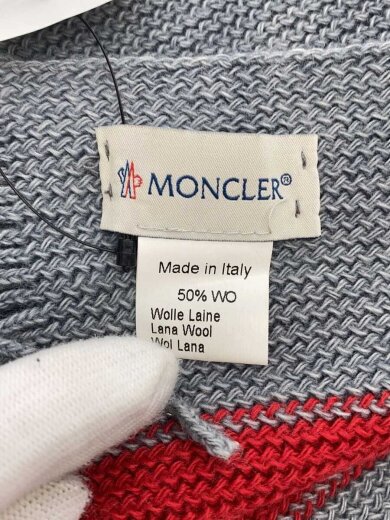 MONCLER®
Made in Italy
50% WO
Wolle Laine
Lana Wool
Wol Lana